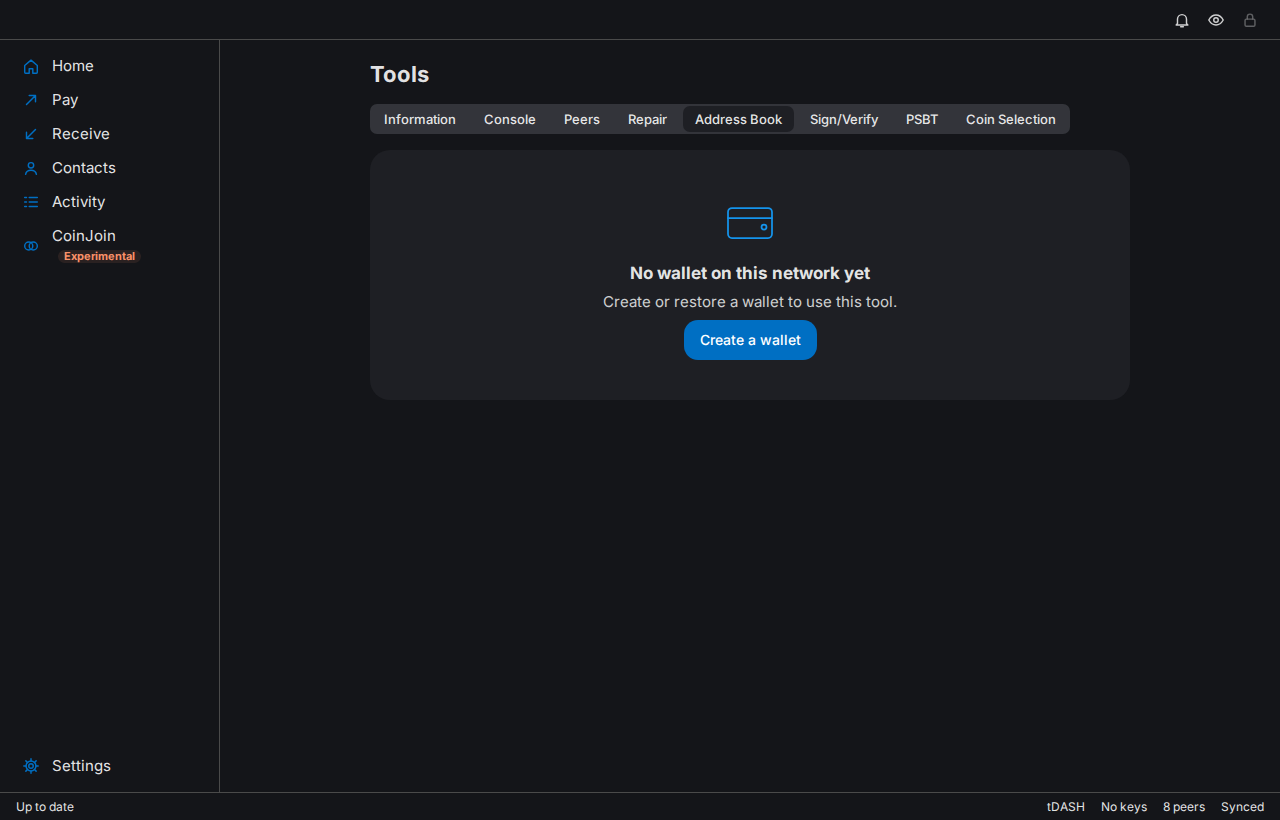 Home
Pay
Receive
Contacts
Activity
CoinJoin
Experimental
Settings
Tools
Information Console Peers Repair Address Book Sign/Verify PSBT Coin Selection
No wallet on this network yet
Create or restore a wallet to use this tool.
Create a wallet
Up to date tDASH No keys 8 peers Synced